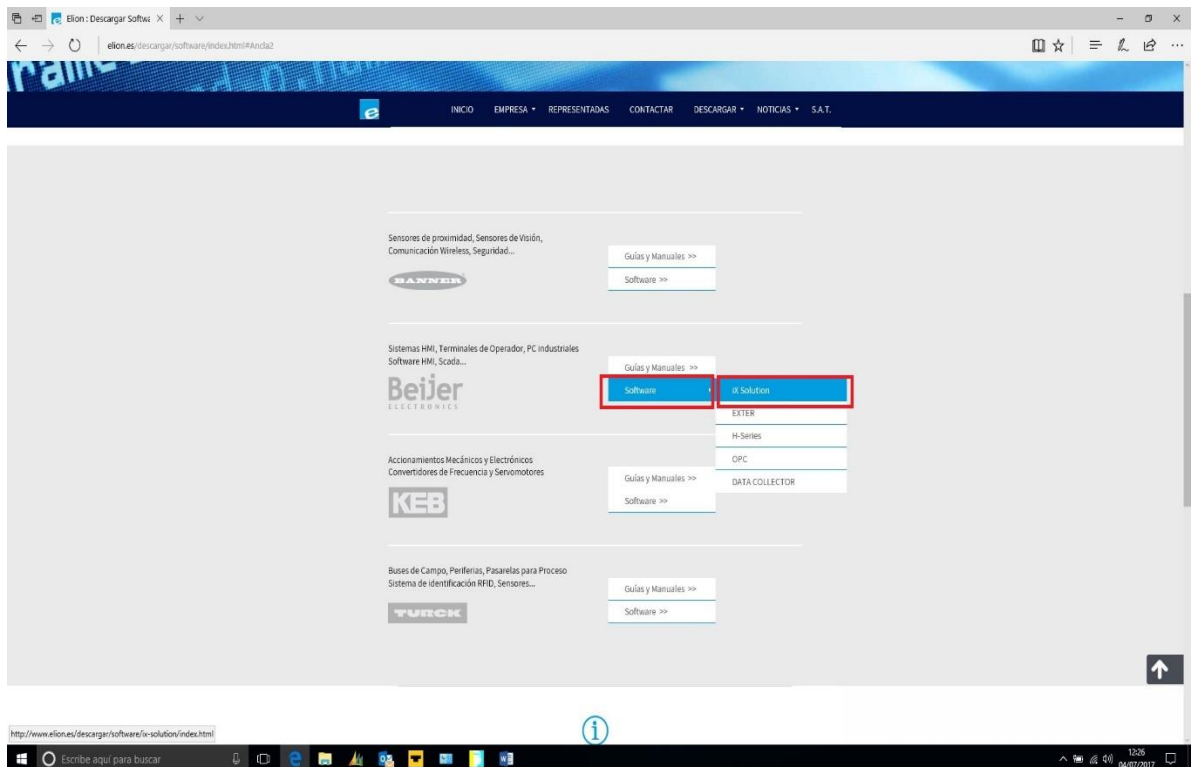 Elion : Descargar Softwa
elion.es/descargar/software/index.html#Ancla2
INICIO EMPRESA REPRESENTADAS CONTACTAR DESCARGAR NOTICIAS S.A.T.
Sensores de proximidad, Sensores de Visión,
Comunicación Wireless, Seguridad...
BANNER
Guías y Manuales >>
Software >>
Sistemas HMI, Terminales de Operador, PC industriales
Software HMI, Scada...
Beijer
ELECTRONICS
Guías y Manuales >>
Software
iX Solution
EXTER
H-Series
OPC
DATA COLLECTOR
Accionamientos Mecánicos y Electrónicos
Convertidores de Frecuencia y Servomotores
KEB
Guías y Manuales >>
Software >>
Buses de Campo, Periferias, Pasarelas para Proceso
Sistema de identificación RFID, Sensores...
TURCK
Guías y Manuales >>
Software >>
http://www.elion.es/descargar/software/ix-solution/index.html
Escribe aquí para buscar
12:26
04/07/2017